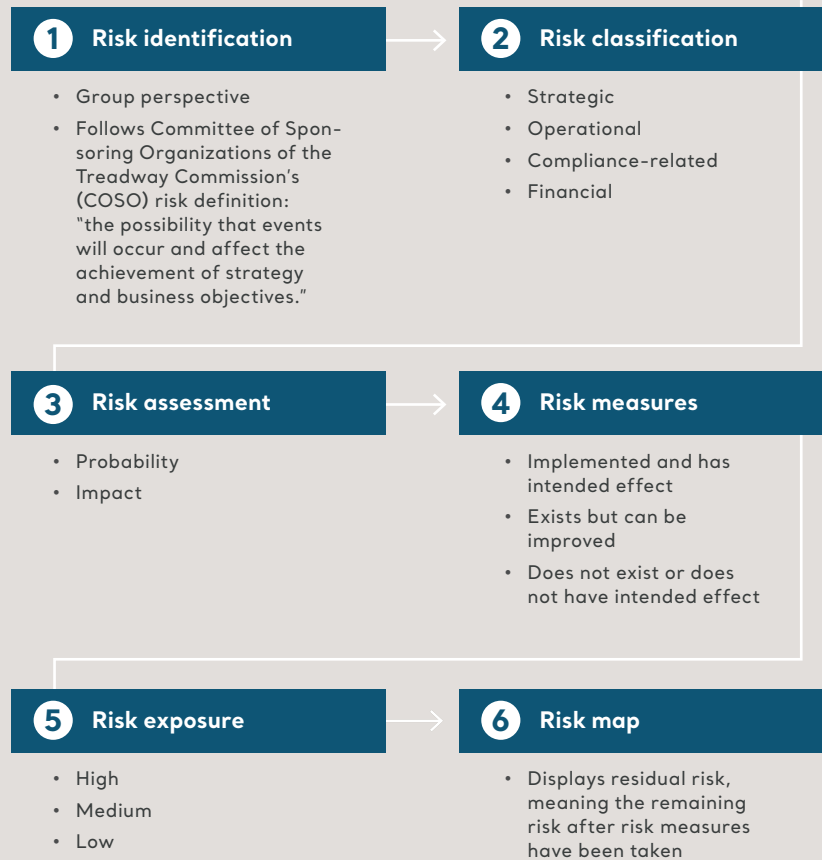 1 Risk identification
• Group perspective
• Follows Committee of Spon-
soring Organizations of the
Treadway Commission's
(COSO) risk definition:
"the possibility that events
will occur and affect the
achievement of strategy
and business objectives."
2 Risk classification
• Strategic
• Operational
• Compliance-related
• Financial
3 Risk assessment
• Probability
• Impact
4 Risk measures
• Implemented and has
intended effect
• Exists but can be
improved
• Does not exist or does
not have intended effect
5 Risk exposure
• High
• Medium
• Low
6 Risk map
• Displays residual risk,
meaning the remaining
risk after risk measures
have been taken